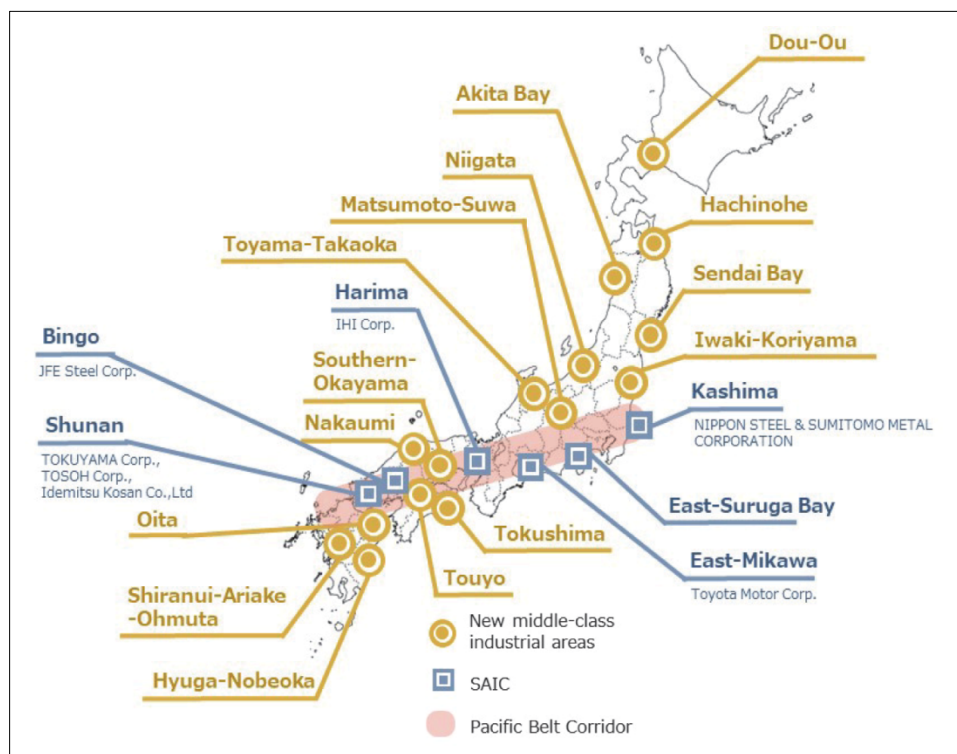 Dou-Ou
Akita Bay
Niigata
Matsumoto-Suwa
Hachinohe
Toyama-Takaoka
Sendai Bay
Harima
IHI Corp.
Bingo
JFE Steel Corp.
Iwaki-Koriyama
Southern-
Okayama
Kashima
NIPPON STEEL & SUMITOMO METAL
CORPORATION
Nakaumi
Shunan
TOKUYAMA Corp.,
TOSOH Corp.,
Idemitsu Kosan Co.,Ltd
East-Suruga Bay
Oita
Tokushima
East-Mikawa
Toyota Motor Corp.
Touyo
Shiranui-Ariake
-Ohmuta
Hyuga-Nobeoka
New middle-class
industrial areas
SAIC
Pacific Belt Corridor